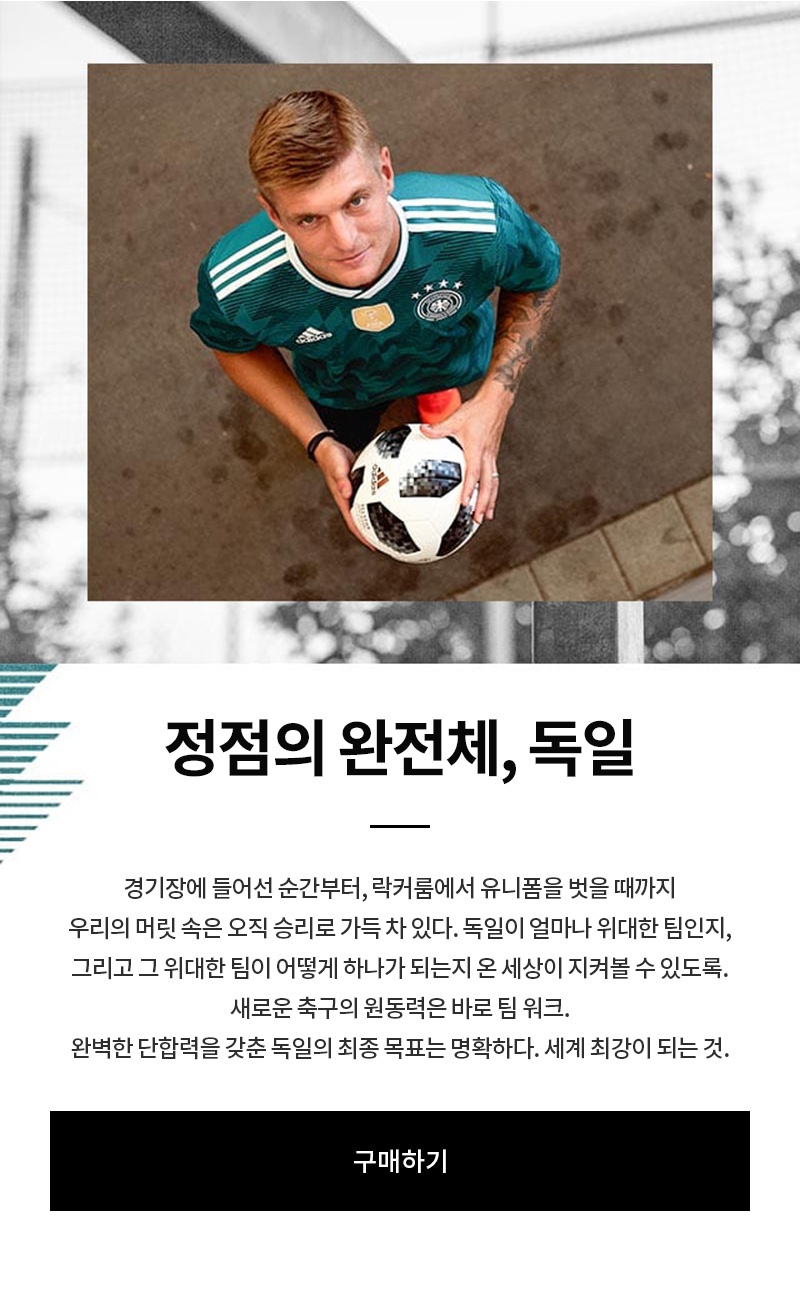 adidas
FIFA
adidas
정점의 완전체, 독일
경기장에 들어선 순간부터, 락커룸에서 유니폼을 벗을 때까지
우리의 머릿 속은 오직 승리로 가득 차 있다. 독일이 얼마나 위대한 팀인지,
그리고 그 위대한 팀이 어떻게 하나가 되는지 온 세상이 지켜볼 수 있도록.
새로운 축구의 원동력은 바로 팀 워크.
완벽한 단합력을 갖춘 독일의 최종 목표는 명확하다. 세계 최강이 되는 것.
구매하기